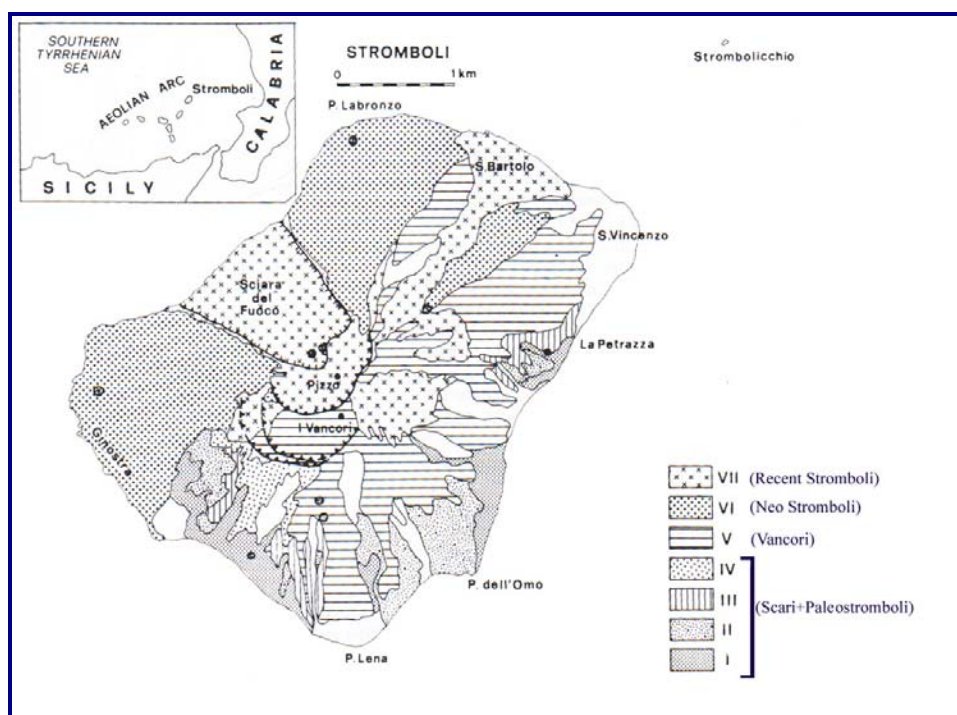 SOUTHERN
TYRRHENIAN
SEA
AEOLIAN ARC
Stromboli
CALABRIA
SICILY
STROMBOLI
0 1 km
Strombolicchio
P. Labronzo
S. Bartolo
S. Vincenzo
Sciara
del
Fuoco
La Petrazza
Pizzo
I Vancori
Ginostra
P. dell'Omo
P. Lena
VII (Recent Stromboli)
VI (Neo Stromboli)
V (Vancori)
IV
III (Scari+Paleostromboli)
II
I